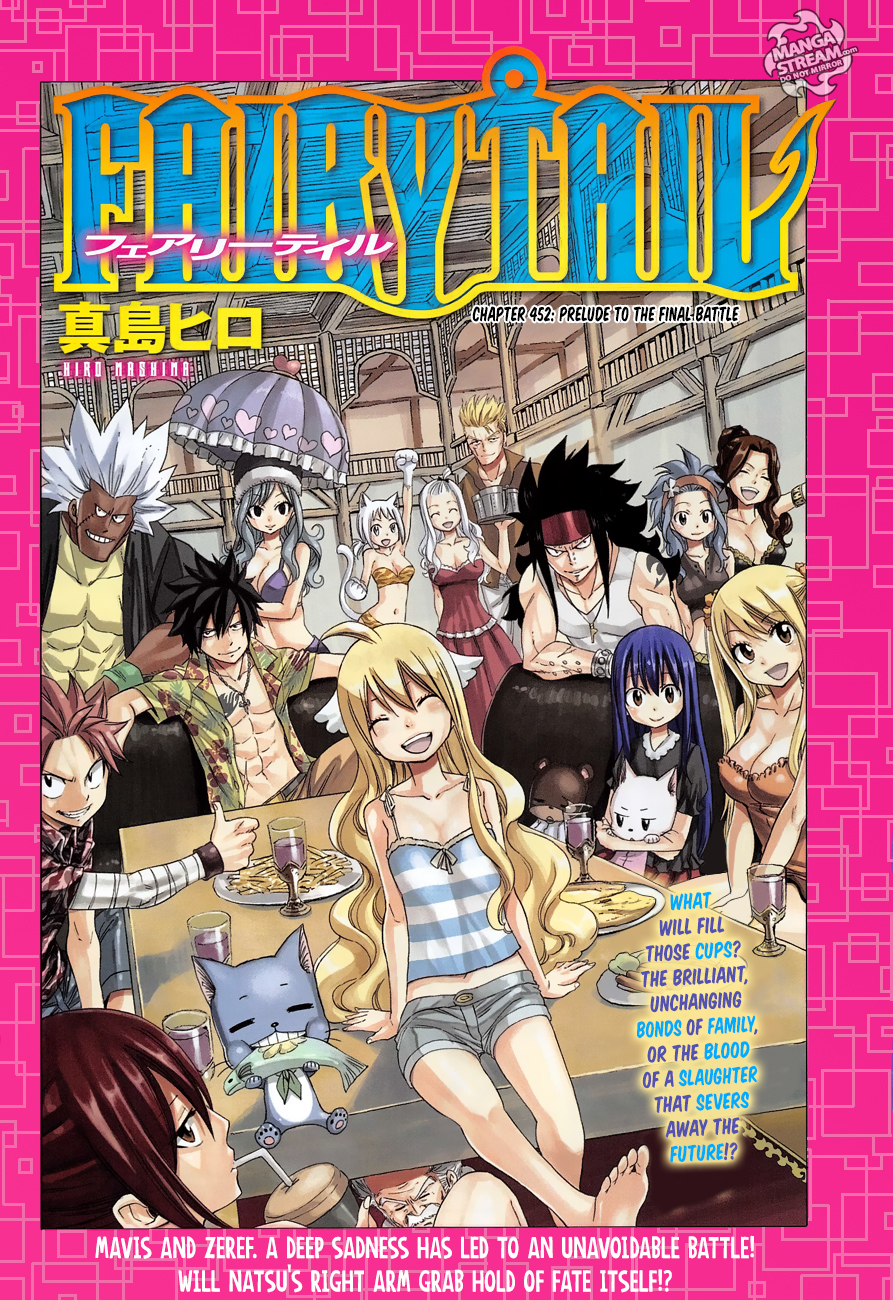 MANGA
STREAM.com
DO NOT MIRROR
FAIRY TAIL
フェアリーテイル
真島ヒロ
HIRO MASHIMA
CHAPTER 452: PRELUDE TO THE FINAL BATTLE
WHAT
WILL FILL
THOSE CUPS?
THE BRILLIANT,
UNCHANGING
BONDS OF FAMILY,
OR THE BLOOD
OF A SLAUGHTER
THAT SEVERS
AWAY THE
FUTURE!?
MAVIS AND ZEREF. A DEEP SADNESS HAS LED TO AN UNAVOIDABLE BATTLE!
WILL NATSU'S RIGHT ARM GRAB HOLD OF FATE ITSELF!?